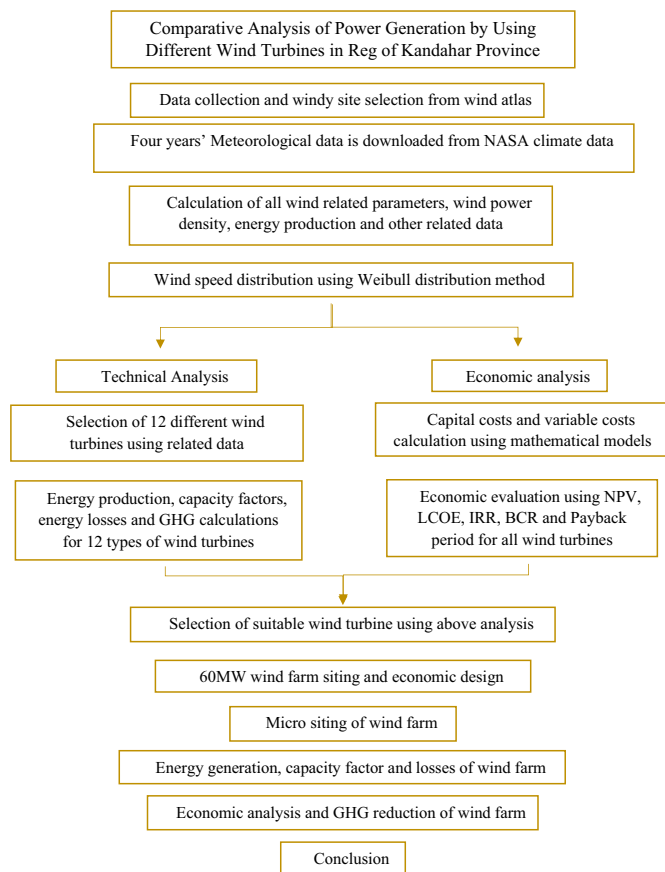 Comparative Analysis of Power Generation by Using
Different Wind Turbines in Reg of Kandahar Province
Data collection and windy site selection from wind atlas
Four years’ Meteorological data is downloaded from NASA climate data
Calculation of all wind related parameters, wind power
density, energy production and other related data
Wind speed distribution using Weibull distribution method
Technical Analysis
Selection of 12 different wind
turbines using related data
Energy production, capacity factors,
energy losses and GHG calculations
for 12 types of wind turbines
Economic analysis
Capital costs and variable costs
calculation using mathematical models
Economic evaluation using NPV,
LCOE, IRR, BCR and Payback
period for all wind turbines
Selection of suitable wind turbine using above analysis
60MW wind farm siting and economic design
Micro siting of wind farm
Energy generation, capacity factor and losses of wind farm
Economic analysis and GHG reduction of wind farm
Conclusion